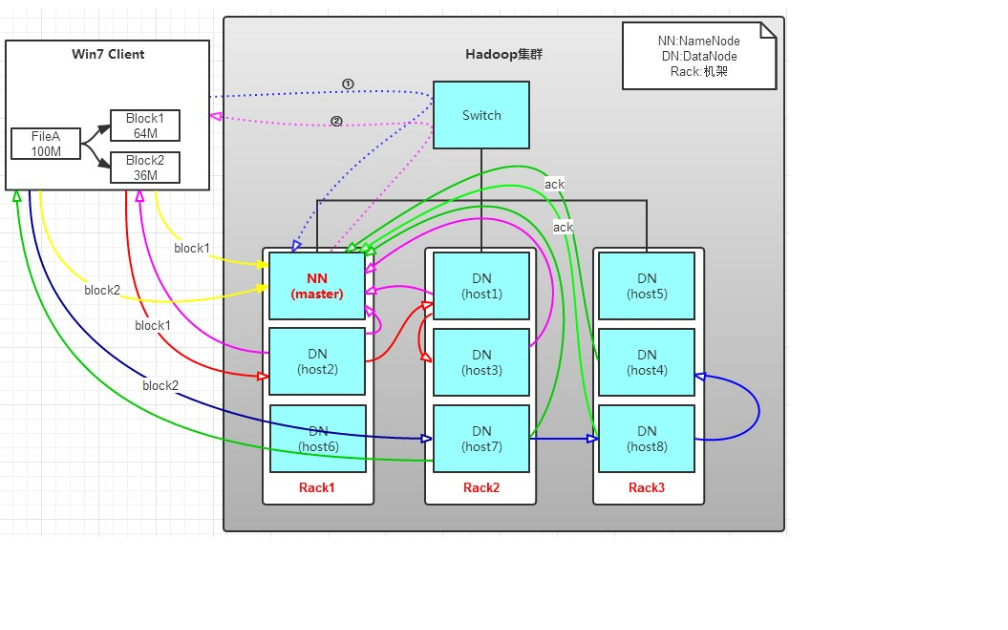 Win7 Client
FileA
100M
Block1
64M
Block2
36M
Hadoop集群
NN:NameNode
DN:DataNode
Rack:机架
①
②
Switch
ack
ack
block1
block2
block1
block2
NN
(master)
DN
(host2)
DN
(host6)
Rack1
DN
(host1)
DN
(host3)
DN
(host7)
Rack2
DN
(host5)
DN
(host4)
DN
(host8)
Rack3